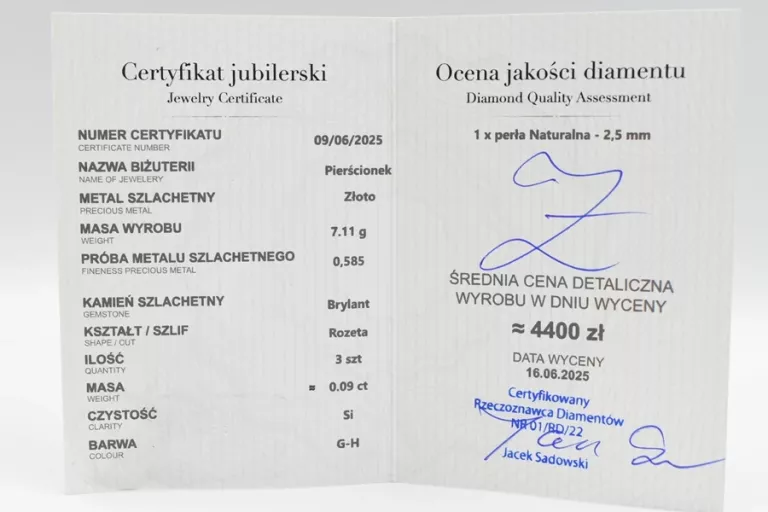 Certyfikat jubilerski
Jewelry Certificate
NUMER CERTYFIKATU 09/06/2025
CERTIFICATE NUMBER
NAZWA BIŻUTERII Pierścionek
NAME OF JEWELERY
METAL SZLACHETNY Złoto
PRECIOUS METAL
MASA WYROBU 7.11 g
WEIGHT
PRÓBA METALU SZLACHETNEGO 0,585
FINENESS PRECIOUS METAL
KAMIEŃ SZLACHETNY Brylant
GEMSTONE
KSZTAŁT / SZLIF Rozeta
SHAPE / CUT
ILOŚĆ 3 szt
QUANTITY
MASA ≈ 0.09 ct
WEIGHT
CZYSTOŚĆ Si
CLARITY
BARWA G-H
COLOUR
Ocena jakości diamentu
Diamond Quality Assessment
1 x perła Naturalna - 2,5 mm
ŚREDNIA CENA DETALICZNA
WYROBU W DNIU WYCENY
≈ 4400 zł
DATA WYCENY
16.06.2025
Certyfikowany
Rzeczoznawca Diamentów
NR 01/RD/22
Jacek Sadowski